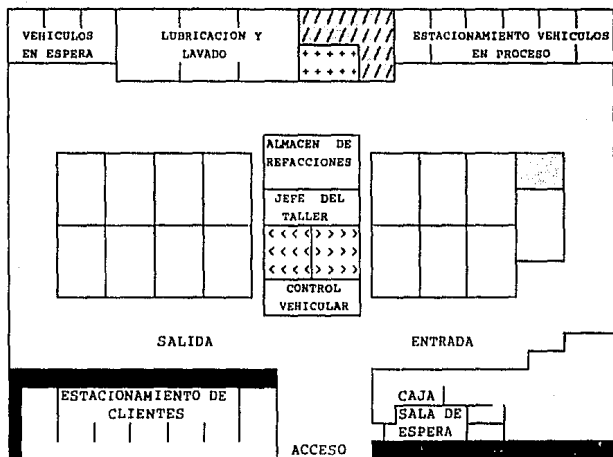 VEHICULOS
EN ESPERA
LUBRICACION Y
LAVADO
ESTACIONAMIENTO VEHICULOS
EN PROCESO
ALMACEN DE
REFACCIONES
JEFE DEL
TALLER
CONTROL
VEHICULAR
SALIDA
ENTRADA
ESTACIONAMIENTO DE
CLIENTES
CAJA
SALA DE
ESPERA
ACCESO